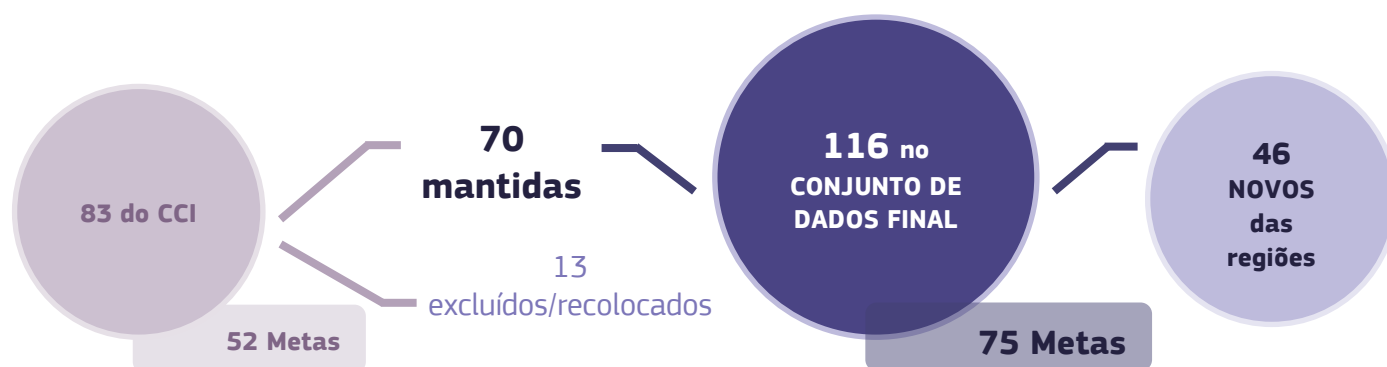 83 do CCI
52 Metas
70
mantidas
13
excluídos/recolocados
116 no
CONJUNTO DE
DADOS FINAL
75 Metas
46
NOVOS
das
regiões